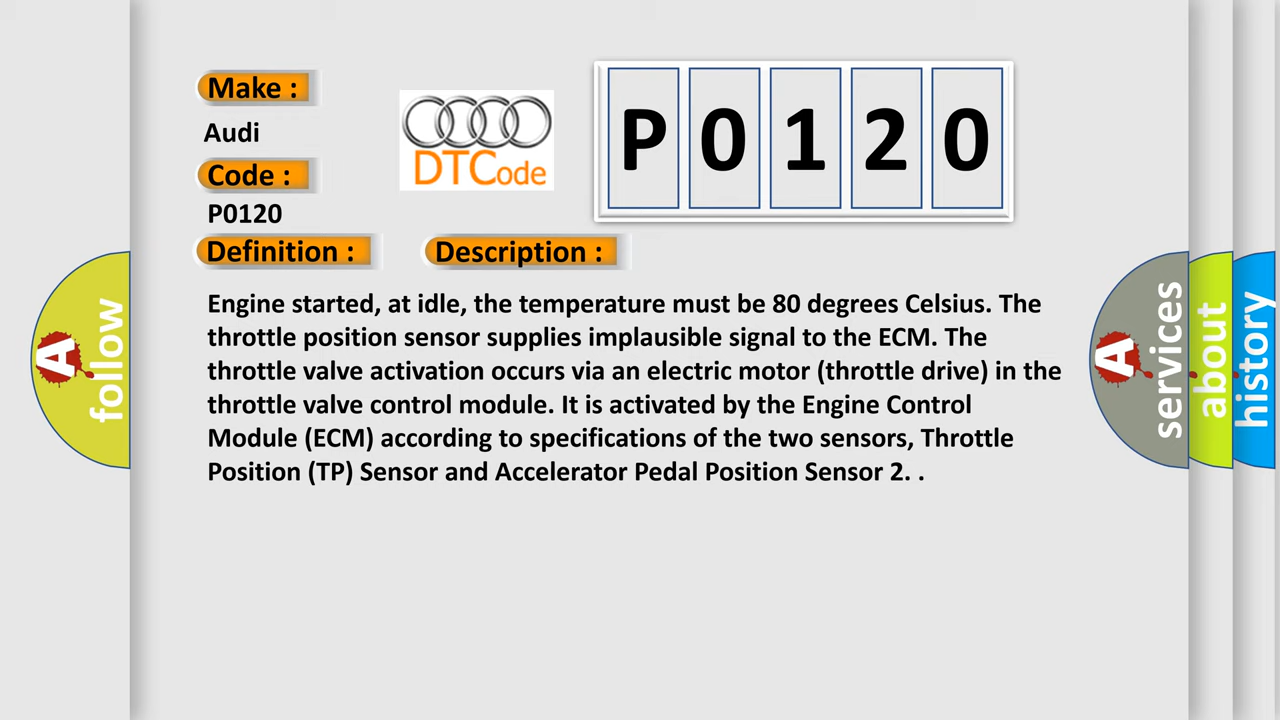 Make :
Audi
Code :
P0120
DTCode
P0120
Definition :
Description :
Engine started, at idle, the temperature must be 80 degrees Celsius. The
throttle position sensor supplies implausible signal to the ECM. The
throttle valve activation occurs via an electric motor (throttle drive) in the
throttle valve control module. It is activated by the Engine Control
Module (ECM) according to specifications of the two sensors, Throttle
Position (TP) Sensor and Accelerator Pedal Position Sensor 2. .
A
follow
A
services
about
history